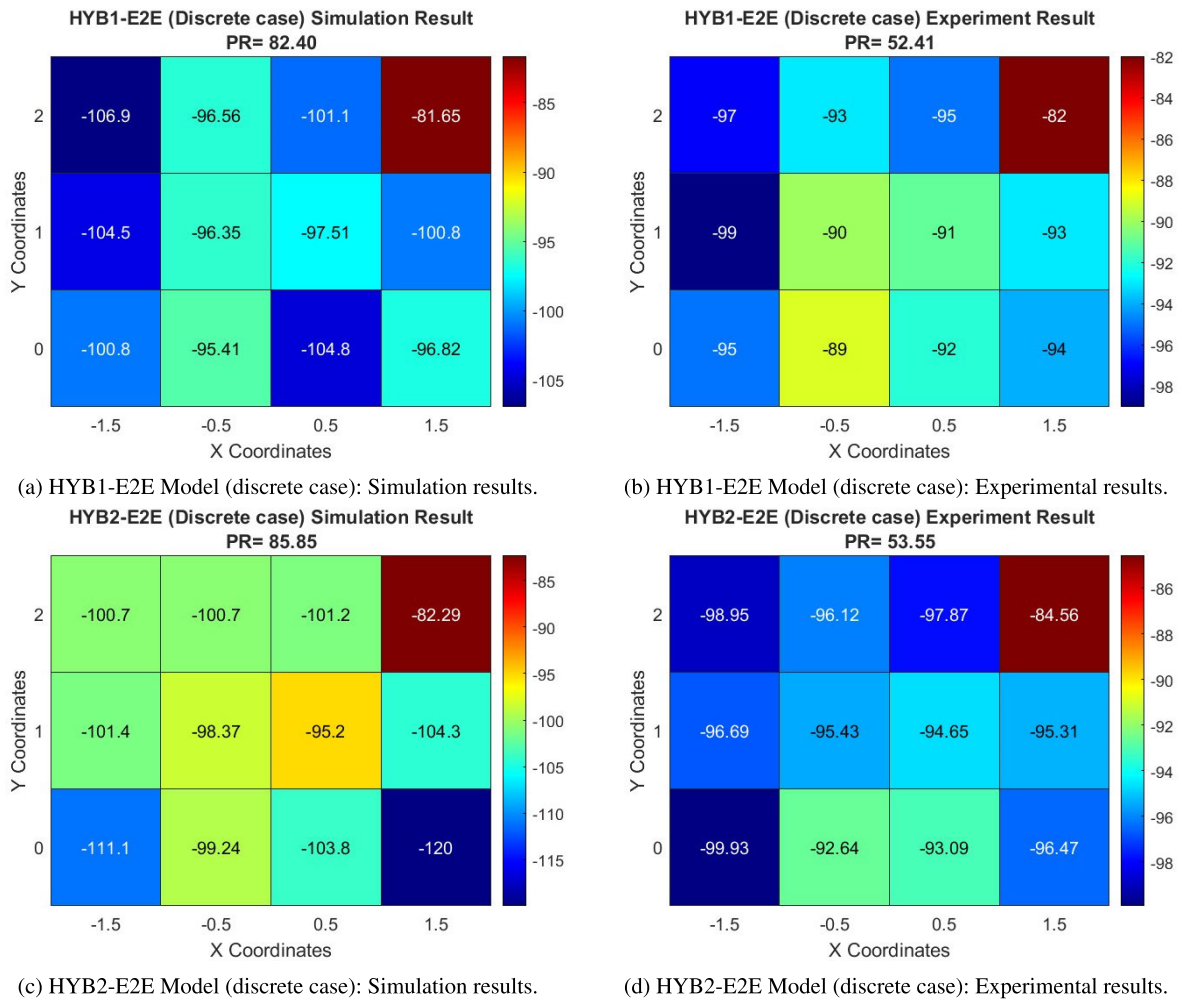 HYB1-E2E (Discrete case) Simulation Result
PR= 82.40
2 -106.9 -96.56 -101.1 -81.65
1 -104.5 -96.35 -97.51 -100.8
0 -100.8 -95.41 -104.8 -96.82
-1.5 -0.5 0.5 1.5
X Coordinates
Y Coordinates
-85
-90
-95
-100
-105
(a) HYB1-E2E Model (discrete case): Simulation results.
HYB1-E2E (Discrete case) Experiment Result
PR= 52.41
2 -97 -93 -95 -82
1 -99 -90 -91 -93
0 -95 -89 -92 -94
-1.5 -0.5 0.5 1.5
X Coordinates
Y Coordinates
-82
-84
-86
-88
-90
-92
-94
-96
-98
(b) HYB1-E2E Model (discrete case): Experimental results.
HYB2-E2E (Discrete case) Simulation Result
PR= 85.85
2 -100.7 -100.7 -101.2 -82.29
1 -101.4 -98.37 -95.2 -104.3
0 -111.1 -99.24 -103.8 -120
-1.5 -0.5 0.5 1.5
X Coordinates
Y Coordinates
-85
-90
-95
-100
-105
-110
-115
(c) HYB2-E2E Model (discrete case): Simulation results.
HYB2-E2E (Discrete case) Experiment Result
PR= 53.55
2 -98.95 -96.12 -97.87 -84.56
1 -96.69 -95.43 -94.65 -95.31
0 -99.93 -92.64 -93.09 -96.47
-1.5 -0.5 0.5 1.5
X Coordinates
Y Coordinates
-86
-88
-90
-92
-94
-96
-98
(d) HYB2-E2E Model (discrete case): Experimental results.